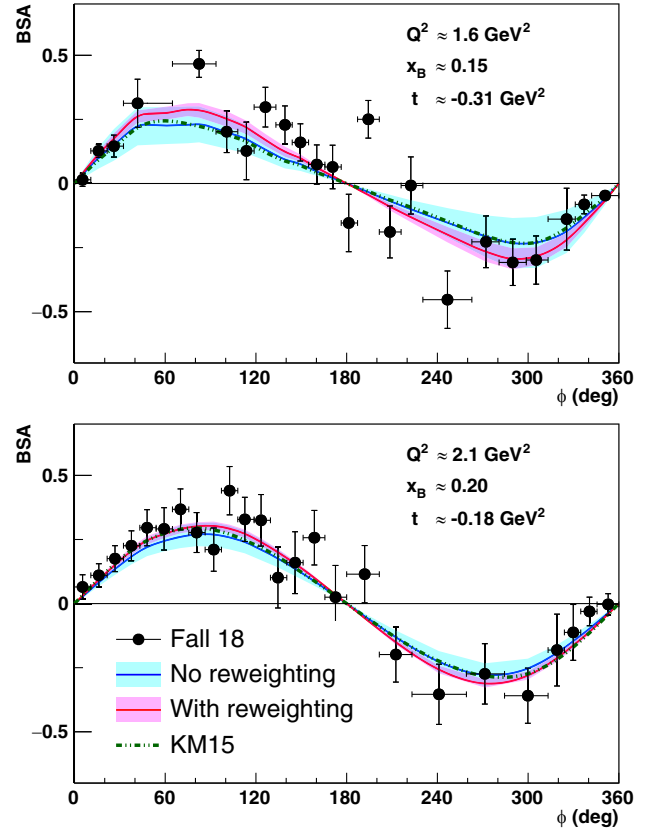 BSA
0.5
0
−0.5
Q² ≈ 1.6 GeV²
x_B ≈ 0.15
t ≈ -0.31 GeV²
0 60 120 180 240 300 360
ϕ (deg)
BSA
0.5
0
−0.5
Q² ≈ 2.1 GeV²
x_B ≈ 0.20
t ≈ -0.18 GeV²
Fall 18
No reweighting
With reweighting
KM15
0 60 120 180 240 300 360
ϕ (deg)